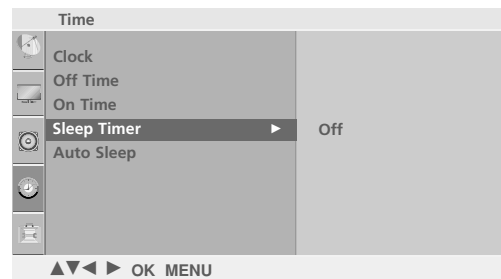 Time
Clock
Off Time
On Time
Sleep Timer ► Off
Auto Sleep
▲▼◄ ► OK MENU